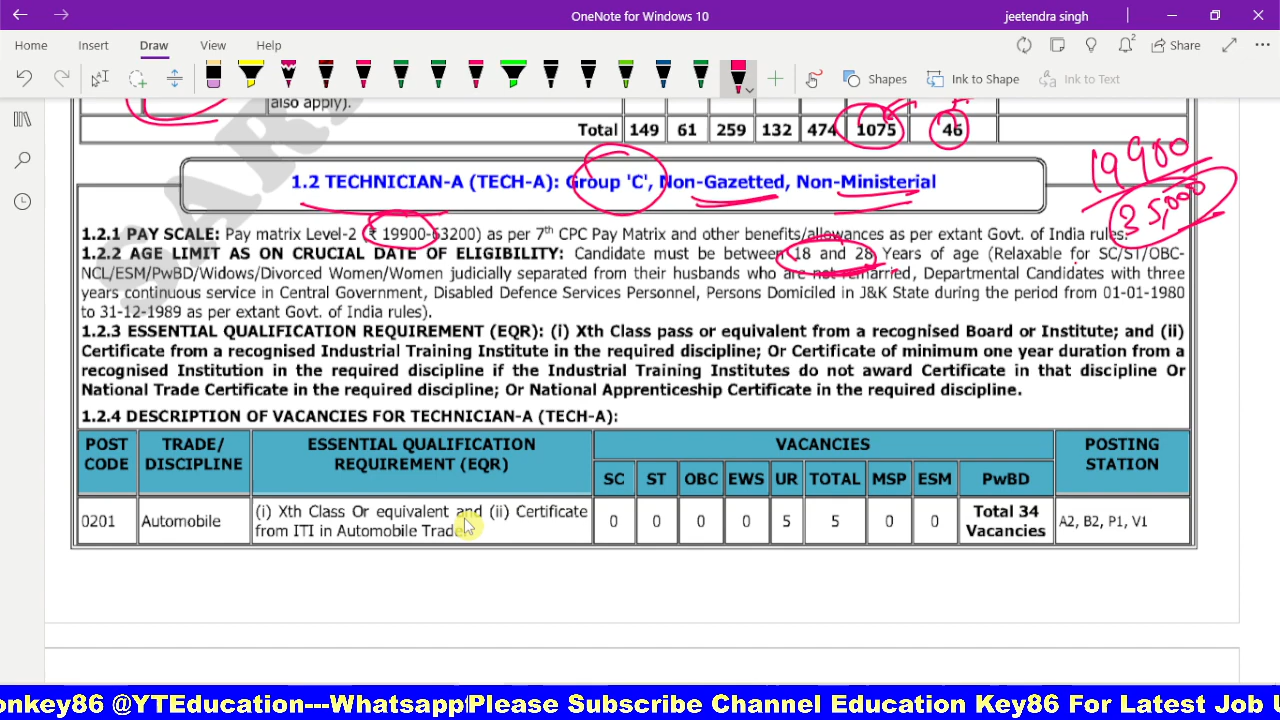 OneNote for Windows 10
jeetendra singh
Home Insert Draw View Help
Share
Shapes Ink to Shape Ink to Text
also apply).
Total 149 61 259 132 474 1075 46
19900
35,000
1.2 TECHNICIAN-A (TECH-A): Group 'C', Non-Gazetted, Non-Ministerial
1.2.1 PAY SCALE: Pay matrix Level-2 (₹ 19900-63200) as per 7th CPC Pay Matrix and other benefits/allowances as per extant Govt. of India rules.
1.2.2 AGE LIMIT AS ON CRUCIAL DATE OF ELIGIBILITY: Candidate must be between 18 and 28 Years of age (Relaxable for SC/ST/OBC-
NCL/ESM/PwBD/Widows/Divorced Women/Women judicially separated from their husbands who are not remarried, Departmental Candidates with three
years continuous service in Central Government, Disabled Defence Services Personnel, Persons Domiciled in J&K State during the period from 01-01-1980
to 31-12-1989 as per extant Govt. of India rules).
1.2.3 ESSENTIAL QUALIFICATION REQUIREMENT (EQR): (i) Xth Class pass or equivalent from a recognised Board or Institute; and (ii)
Certificate from a recognised Industrial Training Institute in the required discipline; Or Certificate of minimum one year duration from a
recognised Institution in the required discipline if the Industrial Training Institutes do not award Certificate in that discipline Or
National Trade Certificate in the required discipline; Or National Apprenticeship Certificate in the required discipline.
1.2.4 DESCRIPTION OF VACANCIES FOR TECHNICIAN-A (TECH-A):
POST CODE TRADE/ DISCIPLINE ESSENTIAL QUALIFICATION REQUIREMENT (EQR) VACANCIES POSTING STATION
SC ST OBC EWS UR TOTAL MSP ESM PwBD
0201 Automobile (i) Xth Class Or equivalent and (ii) Certificate from ITI in Automobile Trade. 0 0 0 0 5 5 0 0 Total 34 Vacancies A2, B2, P1, V1
onkey86 @YTEducation---Whatsapp Please Subscribe Channel Education Key86 For Latest Job U